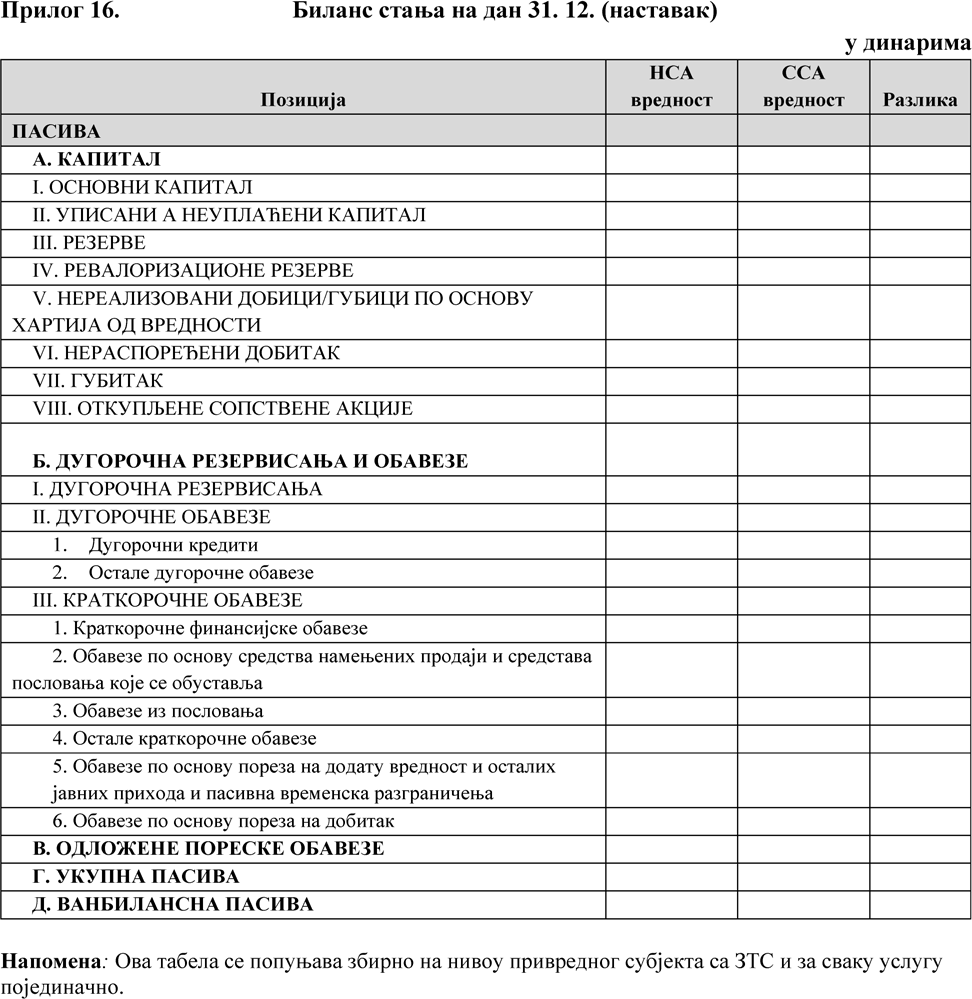 Прилог 16. Биланс стања на дан 31. 12. (наставак)
у динарима
Позиција НСА вредност ССА вредност Разлика
ПАСИВА
А. КАПИТАЛ
I. ОСНОВНИ КАПИТАЛ
II. УПИСАНИ А НЕУПЛАЋЕНИ КАПИТАЛ
III. РЕЗЕРВЕ
IV. РЕВАЛОРИЗАЦИОНЕ РЕЗЕРВЕ
V. НЕРЕАЛИЗОВАНИ ДОБИЦИ/ГУБИЦИ ПО ОСНОВУ
ХАРТИЈА ОД ВРЕДНОСТИ
VI. НЕРАСПОРЕЂЕНИ ДОБИТАК
VII. ГУБИТАК
VIII. ОТКУПЉЕНЕ СОПСТВЕНЕ АКЦИЈЕ
Б. ДУГОРОЧНА РЕЗЕРВИСАЊА И ОБАВЕЗЕ
I. ДУГОРОЧНА РЕЗЕРВИСАЊА
II. ДУГОРОЧНЕ ОБАВЕЗЕ
1. Дугорочни кредити
2. Остале дугорочне обавезе
III. КРАТКОРОЧНЕ ОБАВЕЗЕ
1. Краткорочне финансијске обавезе
2. Обавезе по основу средства намењених продаји и средстава
пословања које се обуставља
3. Обавезе из пословања
4. Остале краткорочне обавезе
5. Обавезе по основу пореза на додату вредност и осталих
јавних прихода и пасивна временска разграничења
6. Обавезе по основу пореза на добитак
В. ОДЛОЖЕНЕ ПОРЕСКЕ ОБАВЕЗЕ
Г. УКУПНА ПАСИВА
Д. ВАНБИЛАНСНА ПАСИВА
Напомена: Ова табела се попуњава збирно на нивоу привредног субјекта са ЗТС и за сваку услугу
појединачно.